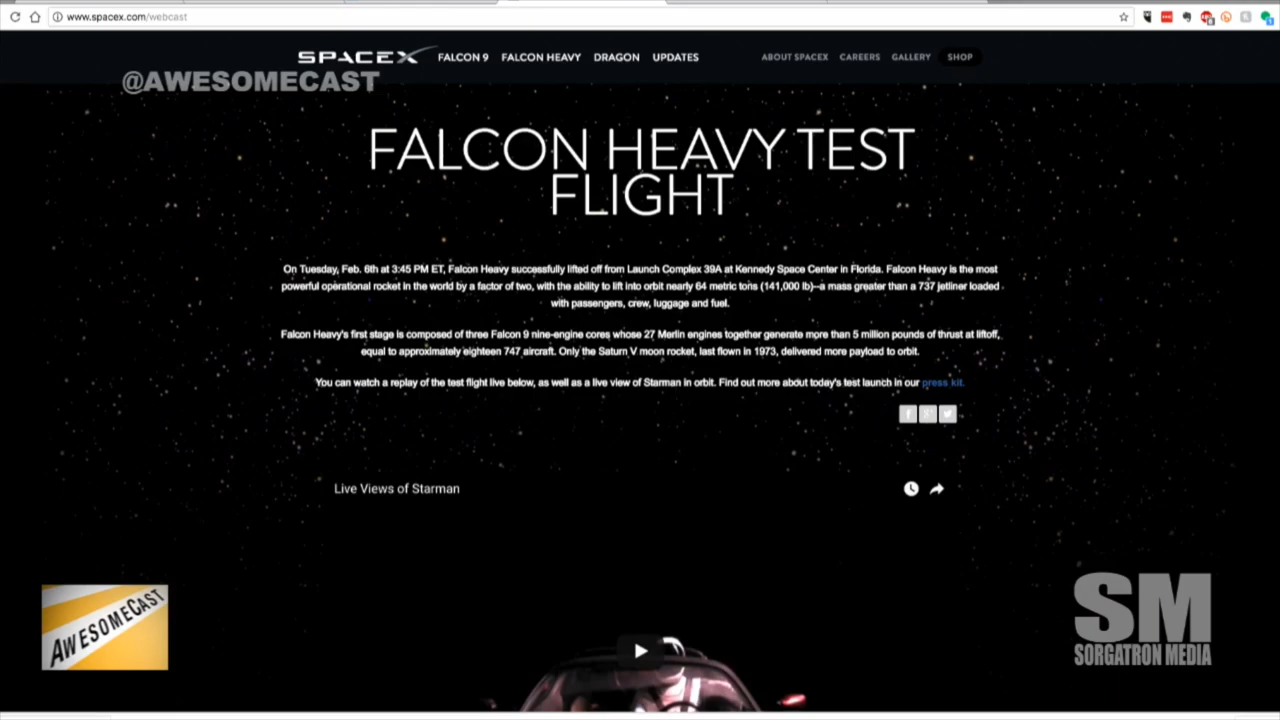 www.spacex.com/webcast
SPACEX FALCON 9 FALCON HEAVY DRAGON UPDATES ABOUT SPACEX CAREERS GALLERY SHOP
@AWESOMECAST
FALCON HEAVY TEST
FLIGHT
On Tuesday, Feb. 6th at 3:45 PM ET, Falcon Heavy successfully lifted off from Launch Complex 39A at Kennedy Space Center in Florida. Falcon Heavy is the most
powerful operational rocket in the world by a factor of two, with the ability to lift into orbit nearly 64 metric tons (141,000 lb)--a mass greater than a 737 jetliner loaded
with passengers, crew, luggage and fuel.
Falcon Heavy's first stage is composed of three Falcon 9 nine-engine cores whose 27 Merlin engines together generate more than 5 million pounds of thrust at liftoff,
equal to approximately eighteen 747 aircraft. Only the Saturn V moon rocket, last flown in 1973, delivered more payload to orbit.
You can watch a replay of the test flight live below, as well as a live view of Starman in orbit. Find out more about today's test launch in our press kit.
Live Views of Starman
AWESOMECAST
SM
SORGATRON MEDIA